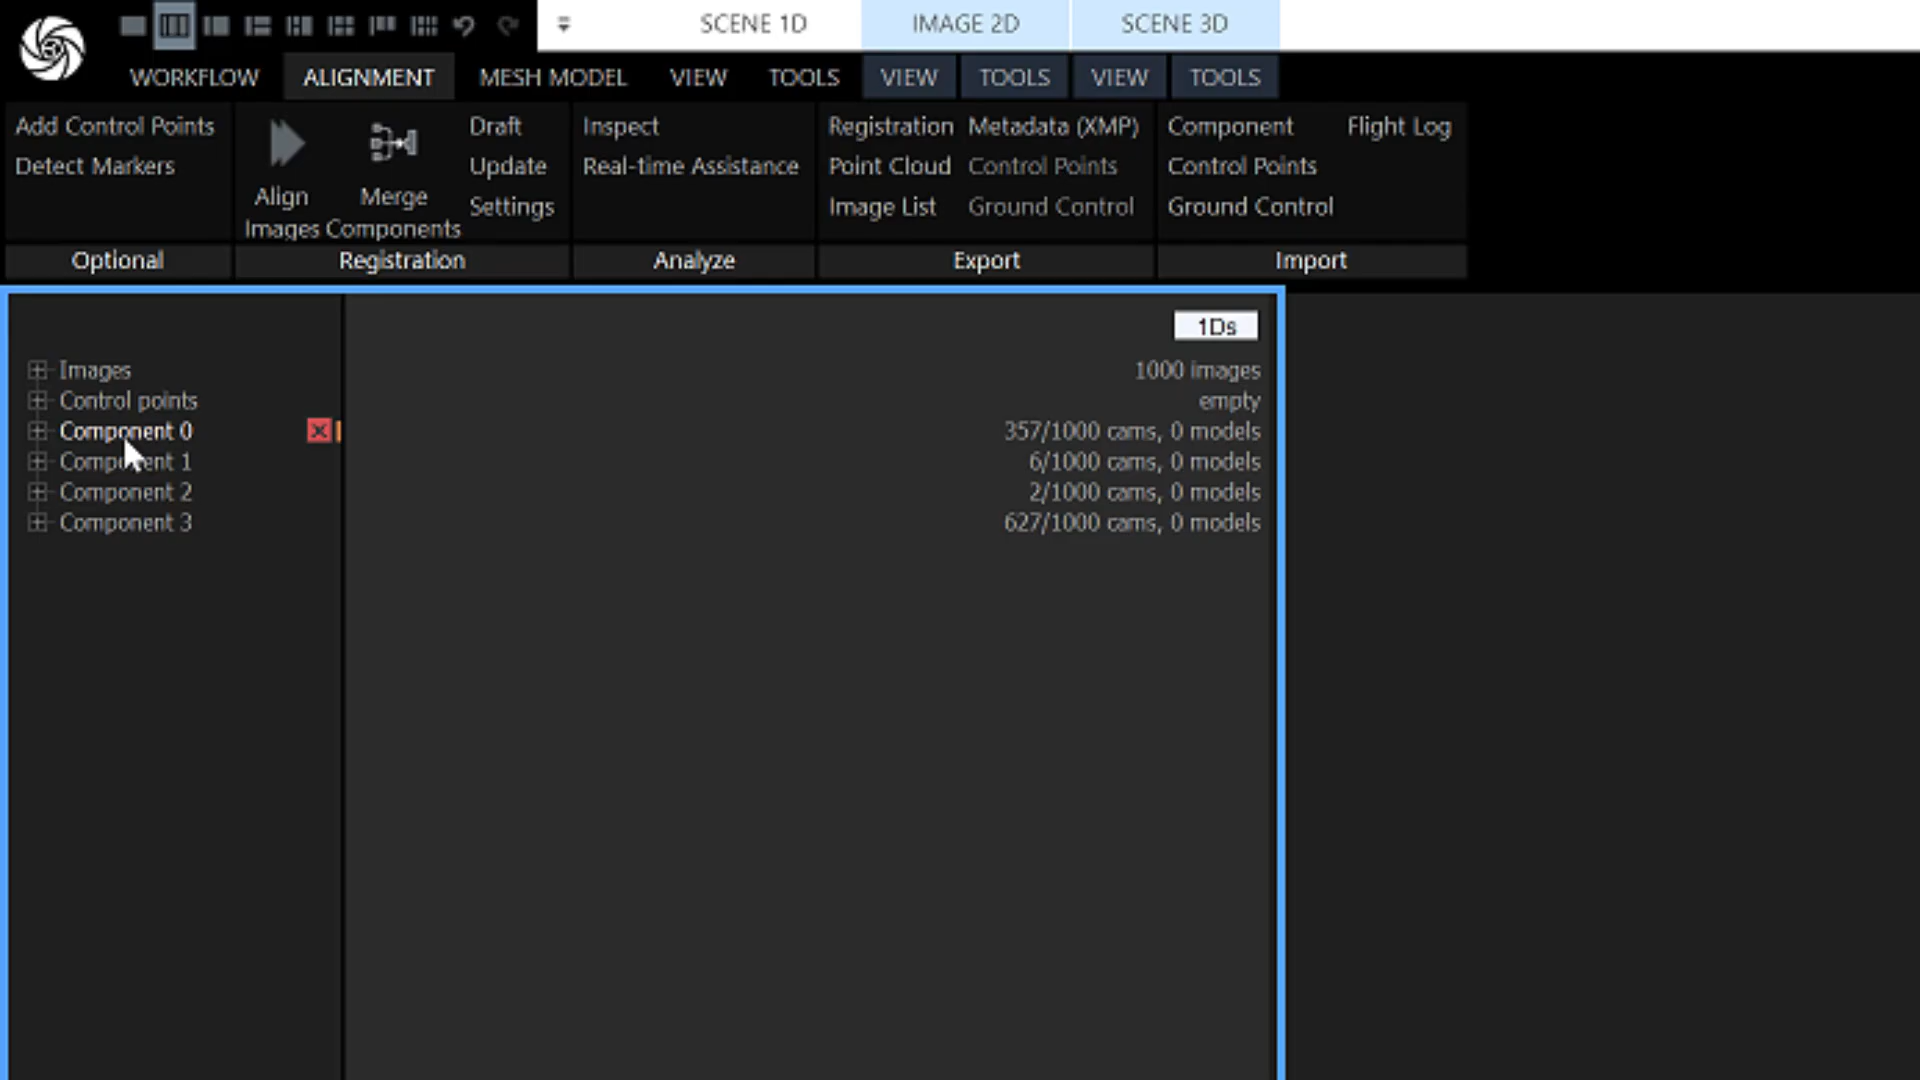 SCENE 1D IMAGE 2D SCENE 3D
WORKFLOW ALIGNMENT MESH MODEL VIEW TOOLS VIEW TOOLS VIEW TOOLS
Add Control Points Draft Inspect Registration Metadata (XMP) Component Flight Log
Detect Markers Update Real-time Assistance Point Cloud Control Points Control Points
Align Merge Settings Image List Ground Control Ground Control
Images Components
Optional Registration Analyze Export Import
1Ds
Images 1000 images
Control points empty
Component 0 357/1000 cams, 0 models
Component 1 6/1000 cams, 0 models
Component 2 2/1000 cams, 0 models
Component 3 627/1000 cams, 0 models